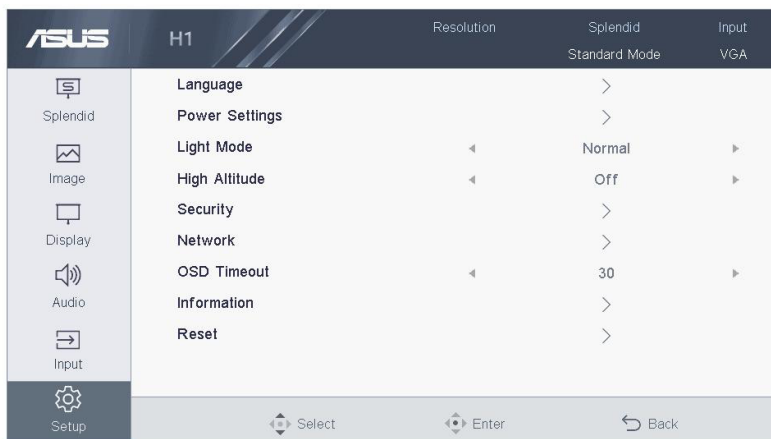 ASUS H1 Resolution Splendid Input
Standard Mode VGA
Splendid
Image
Display
Audio
Input
Setup
Language
Power Settings
Light Mode Normal
High Altitude Off
Security
Network
OSD Timeout 30
Information
Reset
Select Enter Back